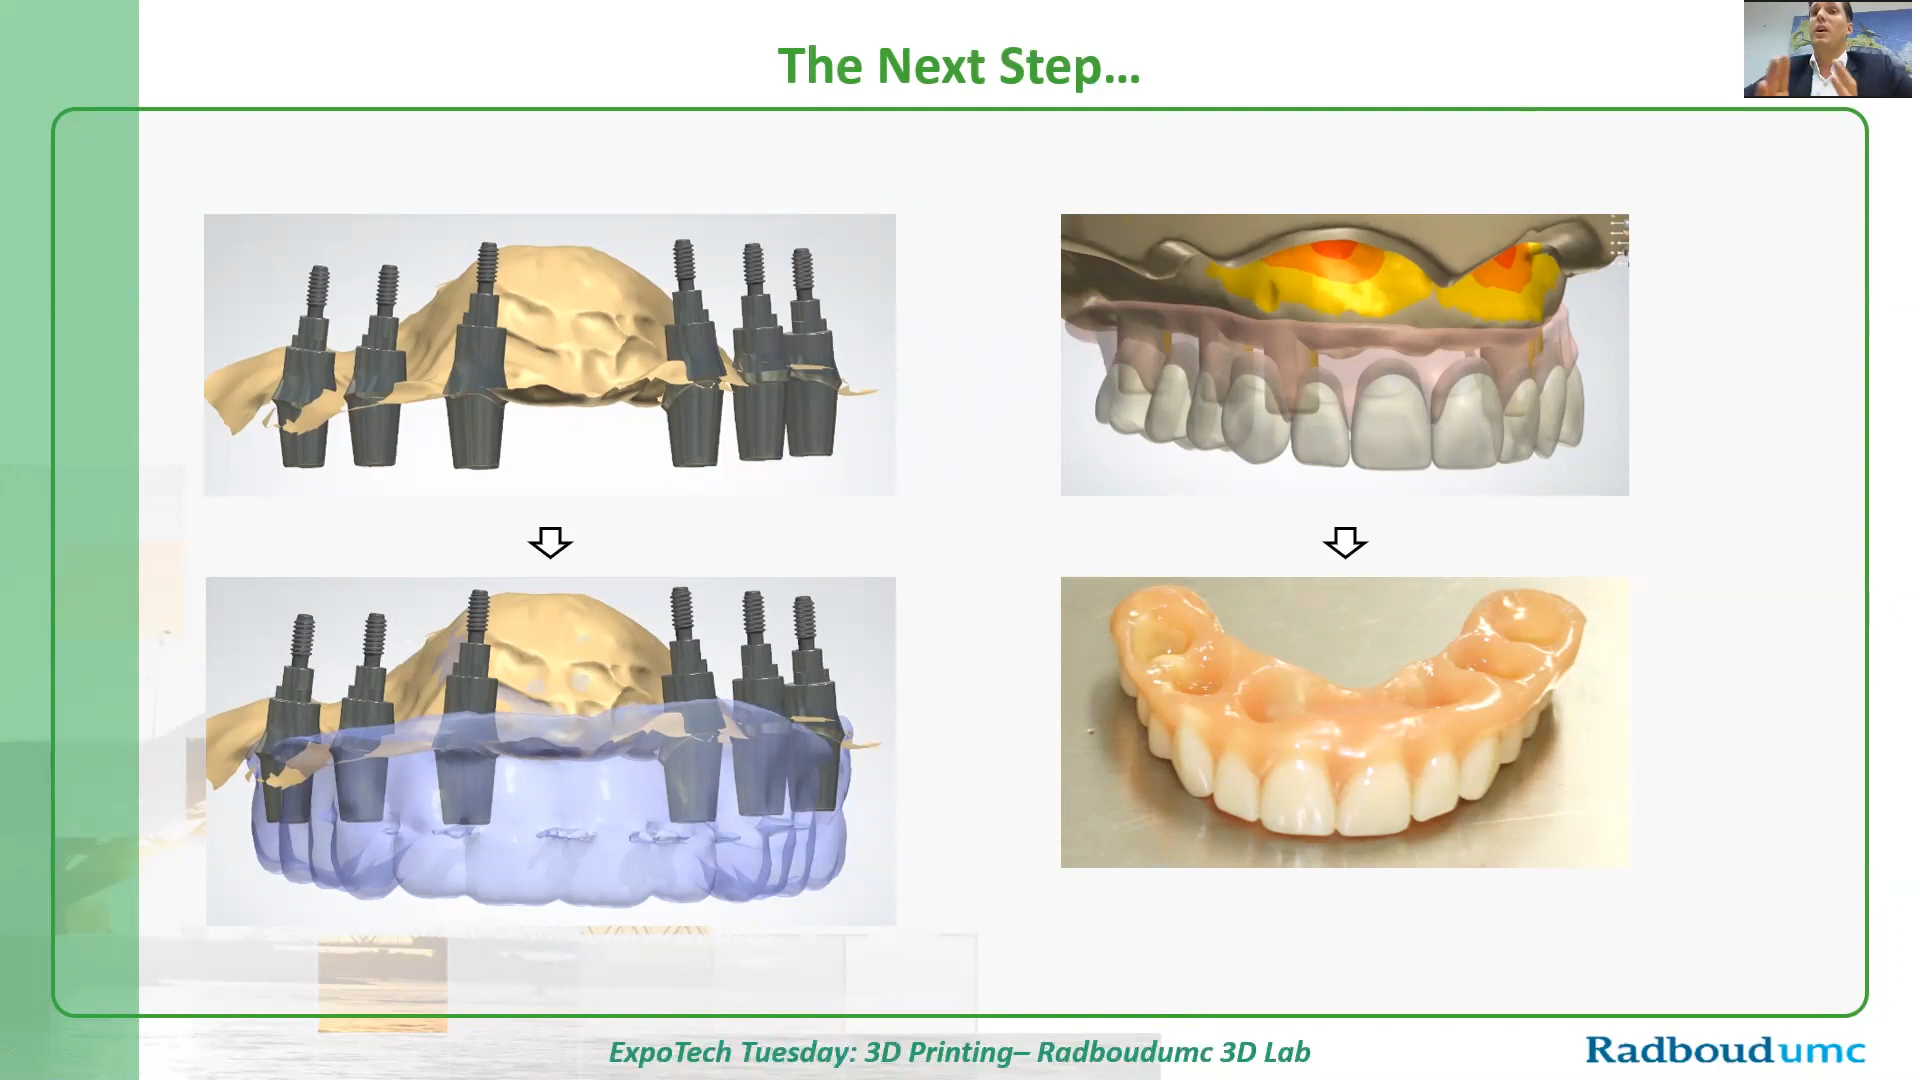 The Next Step...
ExpoTech Tuesday: 3D Printing– Radboudumc 3D Lab
Radboudumc